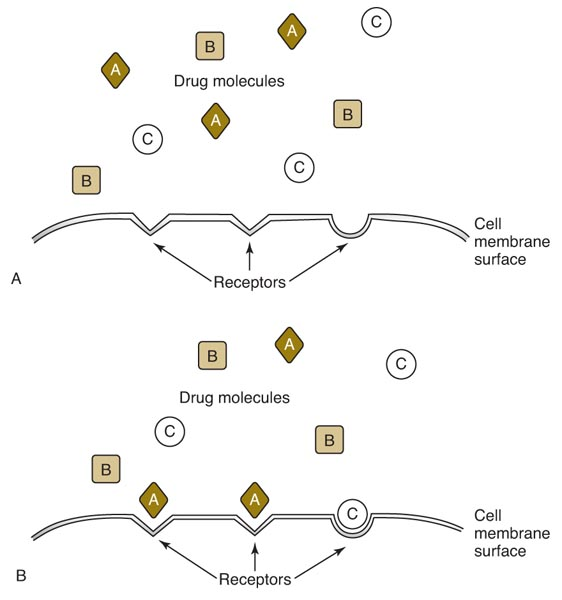 C
A
B
A
Drug molecules
B
A
C
C
B
Cell
membrane
surface
Receptors
A
A
B
C
Drug molecules
C
B
B
A
A
C
Cell
membrane
surface
Receptors
B